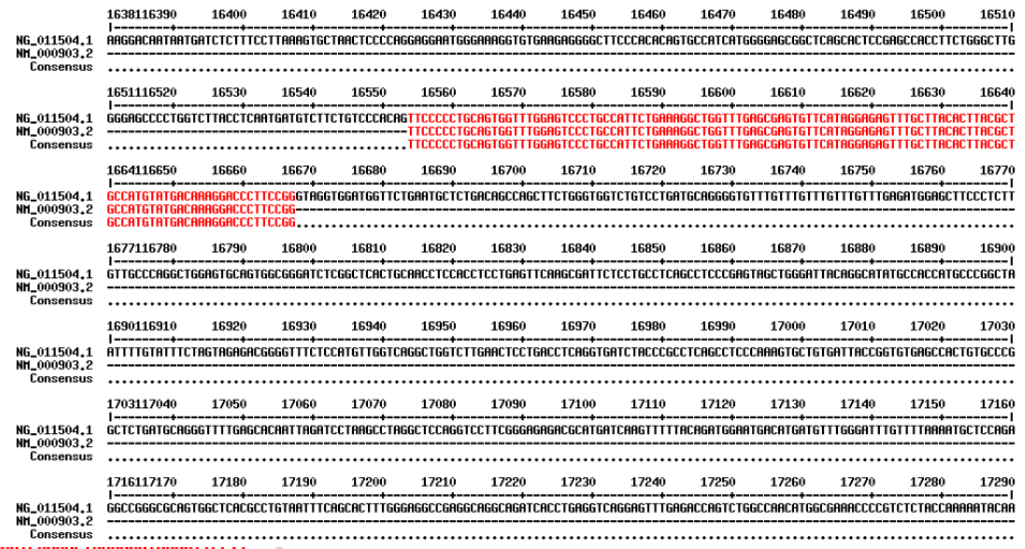 1638116390 16400 16410 16420 16430 16440 16450 16460 16470 16480 16490 16500 16510
NG_011504.1 AAGGACAATAATGATCTCTTTCCTTAAAGTGCTAACTCCCCAGGAGGAATGGGAAAGGTGTGAAGAGGGGCTTCCCACACAGTGCCATCATGGGGAGCGGCTCAGCACTCCGAGCCACCTTCTGGGCTTG
NM_000903.2
Consensus
1651116520 16530 16540 16550 16560 16570 16580 16590 16600 16610 16620 16630 16640
NG_011504.1 GGGAGCCCCTGGTCTTACCTCAATGATGTCTTCTGTCCCACAGTTCCCCCTGCAGTGGTTTGGAGTCCCTGCCATTCTGAAAGGCTGGTTTGAGCGAGTGTTCATAGGAGAGTTTGCTTACACTTACGCT
NM_000903.2 TTCCCCCTGCAGTGGTTTGGAGTCCCTGCCATTCTGAAAGGCTGGTTTGAGCGAGTGTTCATAGGAGAGTTTGCTTACACTTACGCT
Consensus TTCCCCCTGCAGTGGTTTGGAGTCCCTGCCATTCTGAAAGGCTGGTTTGAGCGAGTGTTCATAGGAGAGTTTGCTTACACTTACGCT
1664116650 16660 16670 16680 16690 16700 16710 16720 16730 16740 16750 16760 16770
NG_011504.1 GCCATGTATGACAAAGGACCCTTCCGGGTAGGTGGATGGTTCTGAATGCTCTGACAGCCAGCTTCTGGGTGGTCTGTCCTGATGCAGGGGTGTTTGTTTGTTTGTTTGTTTGAGATGGAGCTTCCCTCTT
NM_000903.2 GCCATGTATGACAAAGGACCCTTCCGG
Consensus GCCATGTATGACAAAGGACCCTTCCGG
1677116780 16790 16800 16810 16820 16830 16840 16850 16860 16870 16880 16890 16900
NG_011504.1 GTTGCCCAGGCTGGAGTGCAGTGGCGGGATCTCGGCTCACTGCAACCTCCACCTCCTGAGTTCAAGCGATTCTCCTGCCTCAGCCTCCCGAGTAGCTGGGATTACAGGCATATGCCACCATGCCCGGCTA
NM_000903.2
Consensus
1690116910 16920 16930 16940 16950 16960 16970 16980 16990 17000 17010 17020 17030
NG_011504.1 ATTTTGTATTTCTAGTAGAGACGGGGTTTCTCCATGTTGGTCAGGCTGGTCTTGAACTCCTGACCTCAGGTGATCTACCCGCCTCAGCCTCCCAAAGTGCTGTGATTACCGGTGTGAGCCACTGTGCCCG
NM_000903.2
Consensus
1703117040 17050 17060 17070 17080 17090 17100 17110 17120 17130 17140 17150 17160
NG_011504.1 GCTCTGATGCAGGGTTTTGAGCACAATTAGATCCTAAGCCTAGGCTCCAGGTCCTTCGGGAGAGACGCATGATCAAGTTTTTACAGATGGAATGACATGATGTTTGGGATTTGTTTTAAAATGCTCCAGA
NM_000903.2
Consensus
1716117170 17180 17190 17200 17210 17220 17230 17240 17250 17260 17270 17280 17290
NG_011504.1 GGCCGGGCGCAGTGGCTCACGCCTGTAATTTCAGCACTTTGGGAGGCCGAGGCAGGCAGATCACCTGAGGTCAGGAGTTTGAGACCAGTCTGGCCAACATGGCGAAACCCCGTCTCTACCAAAAATACAA
NM_000903.2
Consensus